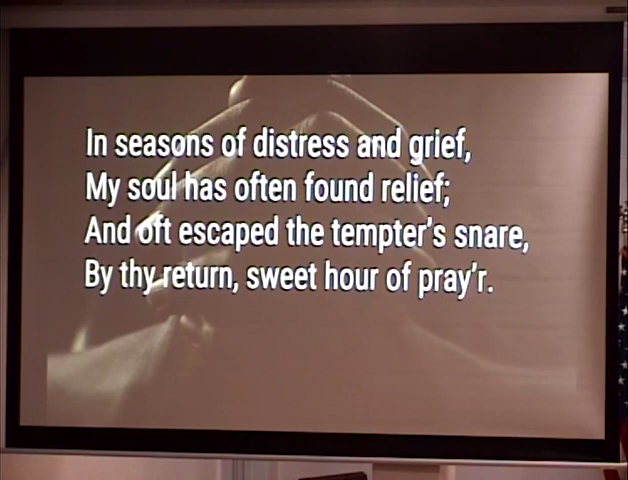 In seasons of distress and grief,
My soul has often found relief;
And oft escaped the tempter's snare,
By thy return, sweet hour of pray'r.